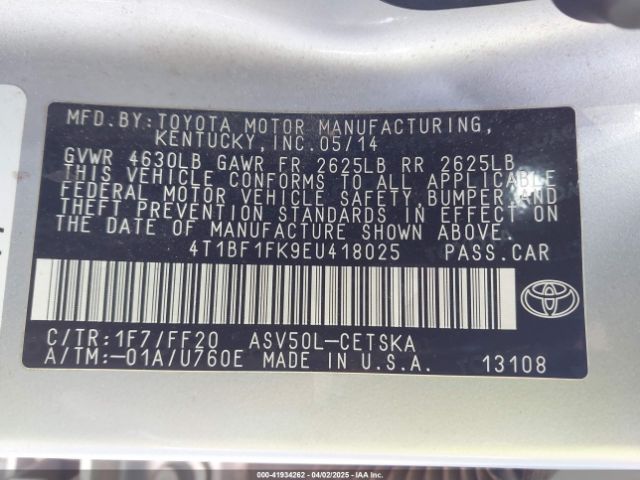 MFD.BY:TOYOTA MOTOR MANUFACTURING,
KENTUCKY, INC.05/14
GVWR 4630LB GAWR FR 2625LB RR 2625LB
THIS VEHICLE CONFORMS TO ALL APPLICABLE
FEDERAL MOTOR VEHICLE SAFETY,BUMPER,AND
THEFT PREVENTION STANDARDS IN EFFECT ON
THE DATE OF MANUFACTURE SHOWN ABOVE.
4T1BF1FK9EU418025 PASS.CAR
C/TR:1F7/FF20 ASV50L-CETSKA
A/TM:-01A/U760E MADE IN U.S.A. 13108
000-41934262 | 04/02/2025 | IAA Inc.